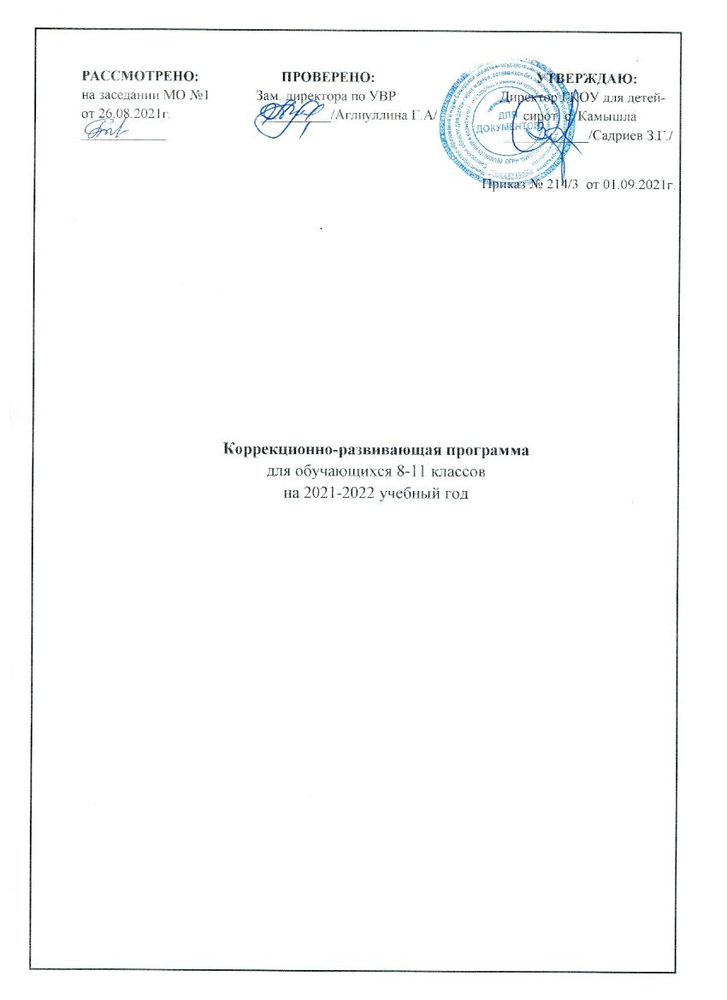 РАССМОТРЕНО:
на заседании МО №1
от 26.08.2021г.
ПРОВЕРЕНО:
Зам. директора по УВР
/Аглиуллина Г.А/
УТВЕРЖДАЮ:
Директор ГКОУ для детей-
сирот с. Камышла
/Садриев З.Г./
Приказ № 214/3 от 01.09.2021г.
ДЛЯ
ДОКУМЕНТОВ
Коррекционно-развивающая программа
для обучающихся 8-11 классов
на 2021-2022 учебный год